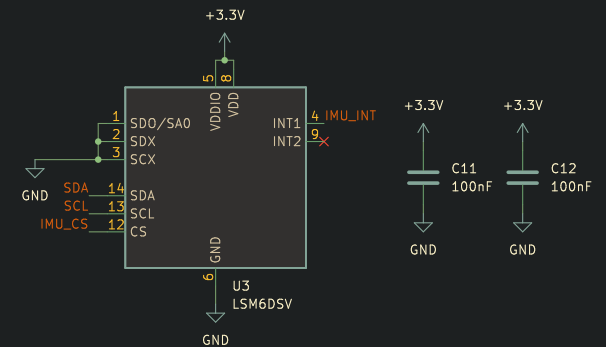 +3.3V
5
8
VDDIO
VDD
1 SDO/SA0
2 SDX
3 SCX
GND
INT1 4 IMU_INT
INT2 9
SDA 14 SDA
SCL 13 SCL
IMU_CS 12 CS
GND
6
U3
LSM6DSV
GND
+3.3V
C11
100nF
GND
+3.3V
C12
100nF
GND